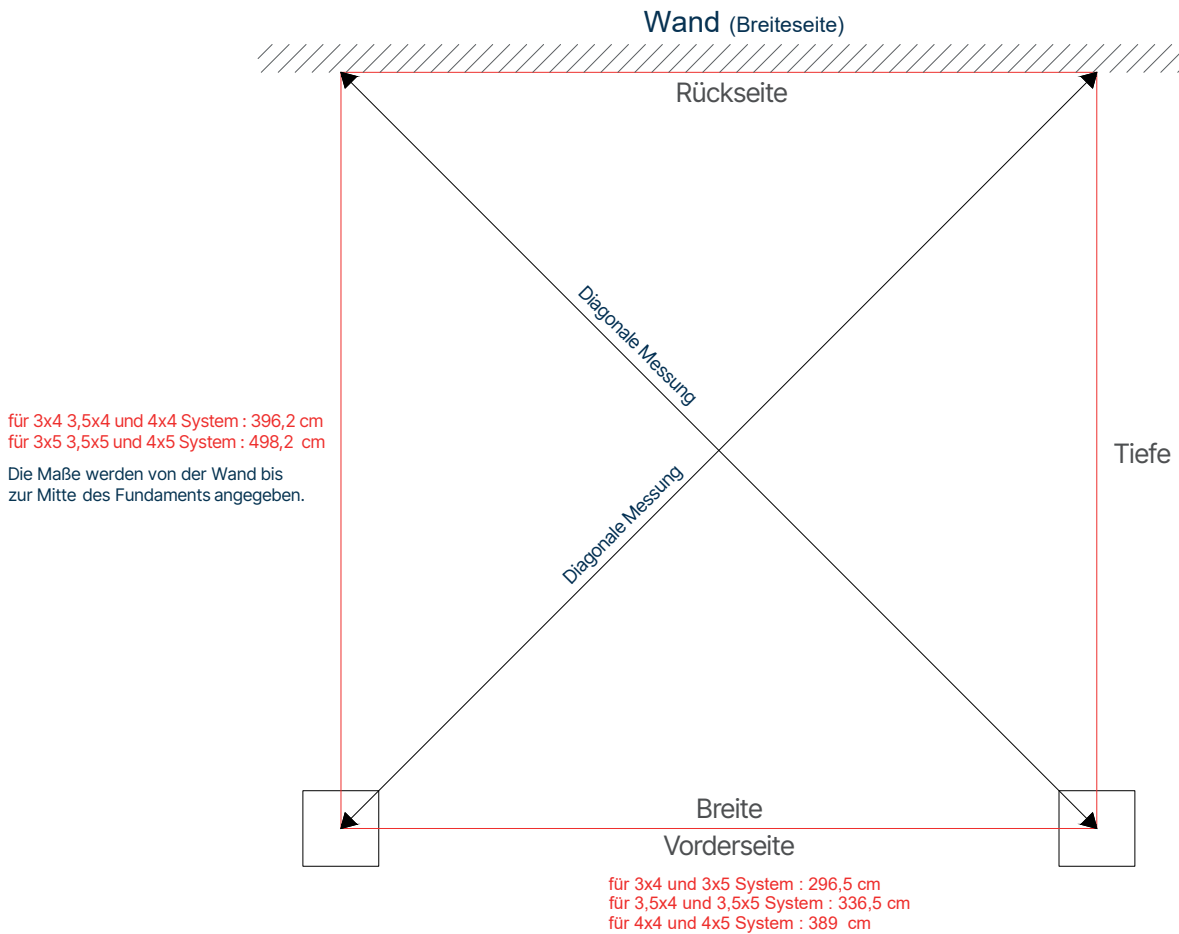 Wand (Breiteseite)
Rückseite
Diagonale Messung
für 3x4 3,5x4 und 4x4 System : 396,2 cm
für 3x5 3,5x5 und 4x5 System : 498,2 cm
Die Maße werden von der Wand bis
zur Mitte des Fundaments angegeben.
Tiefe
Diagonale Messung
Breite
Vorderseite
für 3x4 und 3x5 System : 296,5 cm
für 3,5x4 und 3,5x5 System : 336,5 cm
für 4x4 und 4x5 System : 389 cm